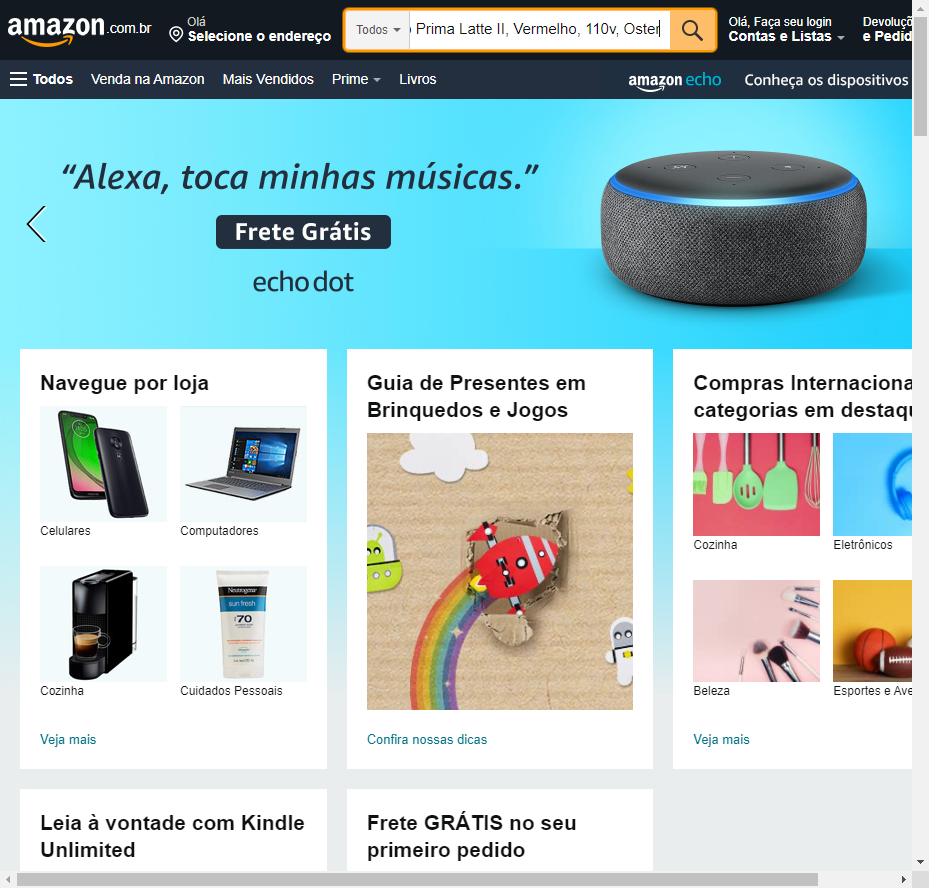 amazon.com.br
Olá
Selecione o endereço
Todos
Prima Latte II, Vermelho, 110v, Oster
Olá, Faça seu login
Contas e Listas
Devoluçõ
e Pedid
Todos
Venda na Amazon
Mais Vendidos
Prime
Livros
amazon echo
Conheça os dispositivos
“Alexa, toca minhas músicas.”
Frete Grátis
echo dot
Navegue por loja
Celulares
Computadores
Cozinha
Neutrogena
sun fresh
70
Cuidados Pessoais
Veja mais
Guia de Presentes em
Brinquedos e Jogos
Confira nossas dicas
Compras Internaciona
categorias em destaqu
Cozinha
Eletrônicos
Beleza
Esportes e Ave
Veja mais
Leia à vontade com Kindle
Unlimited
Frete GRÁTIS no seu
primeiro pedido